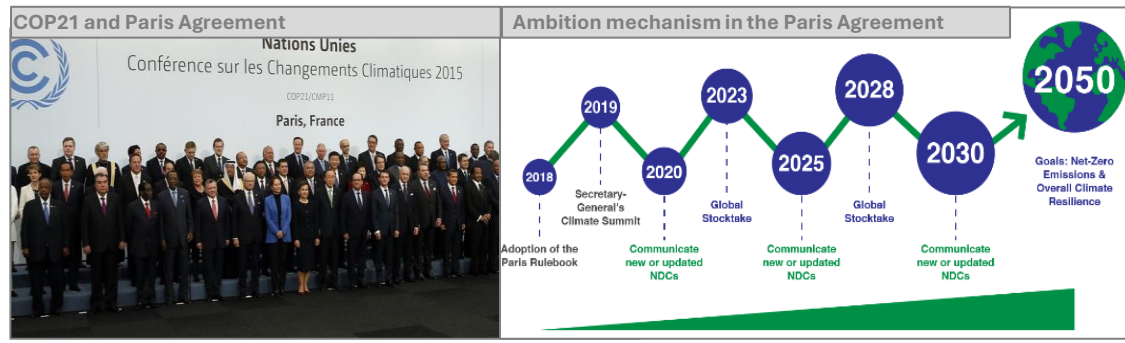 COP21 and Paris Agreement
Nations Unies
Conférence sur les Changements Climatiques 2015
COP21/CMP11
Paris, France
Ambition mechanism in the Paris Agreement
2018
Adoption of the
Paris Rulebook
2019
Secretary-
General's
Climate Summit
2020
Communicate
new or updated
NDCs
2023
Global
Stocktake
2025
Communicate
new or updated
NDCs
2028
Global
Stocktake
2030
Communicate
new or updated
NDCs
2050
Goals: Net-Zero
Emissions &
Overall Climate
Resilience